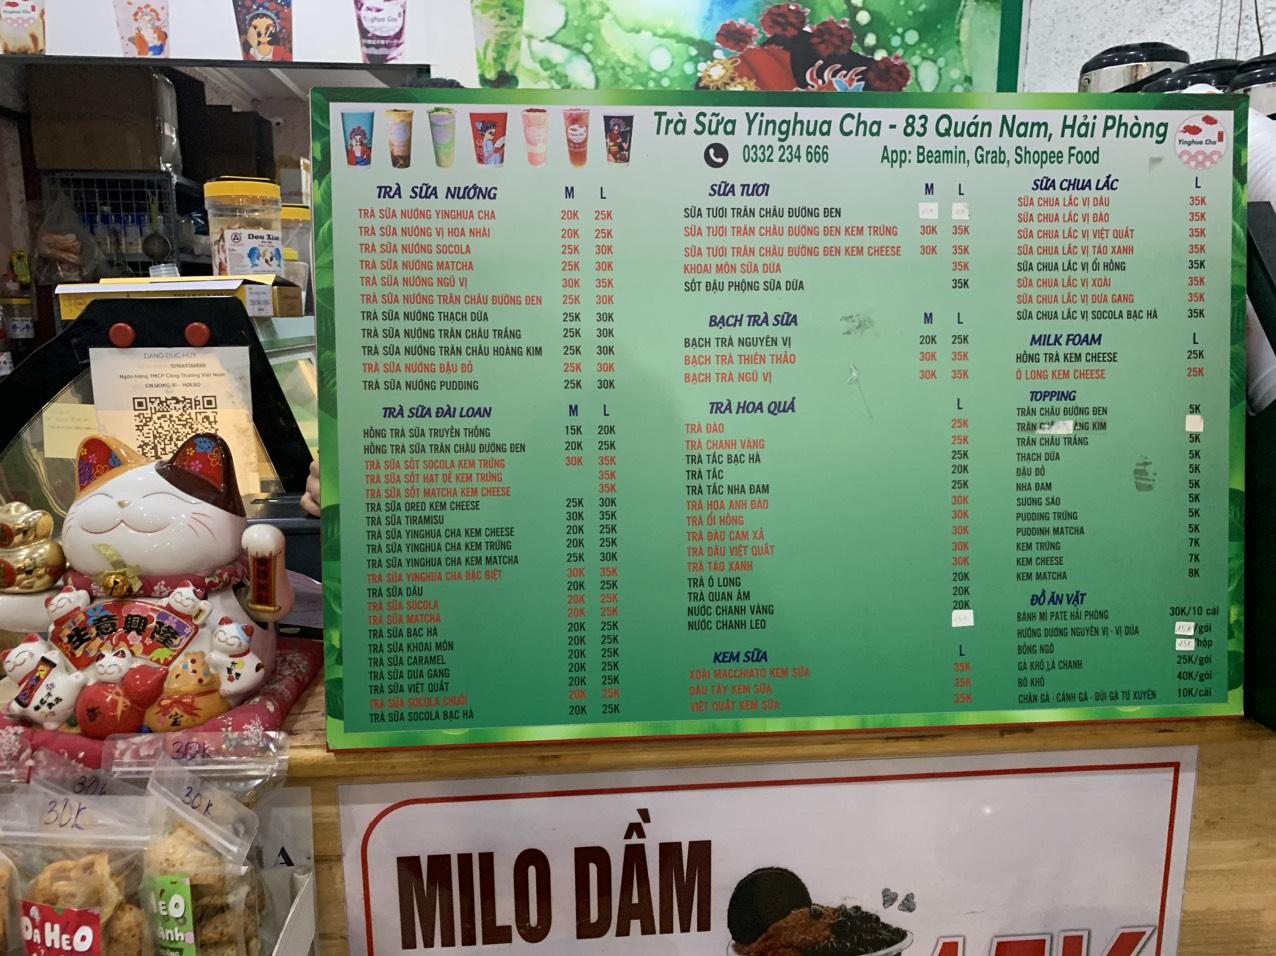 Trà Sữa Yinghua Cha - 83 Quán Nam, Hải Phòng
0332 234 666
App: Beamin, Grab, Shopee Food
Yinghua Cha
TRÀ SỮA NƯỚNG M L
TRÀ SỮA NƯỚNG YINGHUA CHA 20K 25K
TRÀ SỮA NƯỚNG VỊ HOA NHÀI 20K 25K
TRÀ SỮA NƯỚNG SOCOLA 25K 30K
TRÀ SỮA NƯỚNG MATCHA 25K 30K
TRÀ SỮA NƯỚNG NGŨ VỊ 30K 35K
TRÀ SỮA NƯỚNG TRÂN CHÂU ĐƯỜNG ĐEN 25K 30K
TRÀ SỮA NƯỚNG THẠCH DỪA 25K 30K
TRÀ SỮA NƯỚNG TRÂN CHÂU TRẮNG 25K 30K
TRÀ SỮA NƯỚNG TRÂN CHÂU HOÀNG KIM 25K 30K
TRÀ SỮA NƯỚNG ĐẬU ĐỎ 25K 30K
TRÀ SỮA NƯỚNG PUDDING 25K 30K
TRÀ SỮA ĐÀI LOAN M L
HỒNG TRÀ SỮA TRUYỀN THỐNG 15K 20K
HỒNG TRÀ SỮA TRÂN CHÂU ĐƯỜNG ĐEN 20K 25K
TRÀ SỮA SỐT SOCOLA KEM TRỨNG 30K 35K
TRÀ SỮA SỐT HẠT DẺ KEM TRỨNG 35K
TRÀ SỮA SỐT MATCHA KEM CHEESE 35K
TRÀ SỮA OREO KEM CHEESE 25K 30K
TRÀ SỮA TIRAMISU 30K 35K
TRÀ SỮA YINGHUA CHA KEM CHEESE 20K 25K
TRÀ SỮA YINGHUA CHA KEM TRỨNG 20K 25K
TRÀ SỮA YINGHUA CHA KEM MATCHA 25K 30K
TRÀ SỮA YINGHUA CHA ĐẶC BIỆT 30K 35K
TRÀ SỮA DÂU 20K 25K
TRÀ SỮA SOCOLA 20K 25K
TRÀ SỮA MATCHA 20K 25K
TRÀ SỮA BẠC HÀ 20K 25K
TRÀ SỮA KHOAI MÔN 20K 25K
TRÀ SỮA CARAMEL 20K 25K
TRÀ SỮA DƯA GANG 20K 25K
TRÀ SỮA VIỆT QUẤT 20K 25K
TRÀ SỮA SOCOLA CHUỐI 20K 25K
TRÀ SỮA SOCOLA BẠC HÀ 20K 25K
SỮA TƯƠI M L
SỮA TƯƠI TRÂN CHÂU ĐƯỜNG ĐEN
SỮA TƯƠI TRÂN CHÂU ĐƯỜNG ĐEN KEM TRỨNG 30K 35K
SỮA TƯƠI TRÂN CHÂU ĐƯỜNG ĐEN KEM CHEESE 30K 35K
KHOAI MÔN SỮA DỪA 35K
SỐT ĐẬU PHỘNG SỮA DỪA 35K
BẠCH TRÀ SỮA M L
BẠCH TRÀ NGUYÊN VỊ 20K 25K
BẠCH TRÀ THIÊN THẢO 30K 35K
BẠCH TRÀ NGŨ VỊ 30K 35K
TRÀ HOA QUẢ L
TRÀ ĐÀO 25K
TRÀ CHANH VÀNG 25K
TRÀ TẮC BẠC HÀ 25K
TRÀ TẮC 20K
TRÀ TẮC NHA ĐAM 25K
TRÀ HOA ANH ĐÀO 30K
TRÀ ỔI HỒNG 30K
TRÀ ĐÀO CAM XẢ 30K
TRÀ DÂU VIỆT QUẤT 30K
TRÀ TÁO XANH 30K
TRÀ Ô LONG 20K
TRÀ QUAN ÂM 20K
NƯỚC CHANH VÀNG 20K
NƯỚC CHANH LEO
KEM SỮA L
XOÀI MACCHIATO KEM SỮA 35K
DÂU TÂY KEM SỮA 35K
VIỆT QUẤT KEM SỮA 35K
SỮA CHUA LẮC L
SỮA CHUA LẮC VỊ DÂU 35K
SỮA CHUA LẮC VỊ ĐÀO 35K
SỮA CHUA LẮC VỊ VIỆT QUẤT 35K
SỮA CHUA LẮC VỊ TÁO XANH 35K
SỮA CHUA LẮC VỊ ỔI HỒNG 35K
SỮA CHUA LẮC VỊ XOÀI 35K
SỮA CHUA LẮC VỊ DƯA GANG 35K
SỮA CHUA LẮC VỊ SOCOLA BẠC HÀ 35K
MILK FOAM L
HỒNG TRÀ KEM CHEESE 25K
Ô LONG KEM CHEESE 25K
TOPPING
TRÂN CHÂU ĐƯỜNG ĐEN 5K
TRÂN KIM
TRÂN CHÂU TRẮNG 5K
THẠCH DỪA 5K
ĐẬU ĐỎ 5K
NHA ĐAM 5K
SƯƠNG SÁO 5K
PUDDING TRỨNG 5K
PUDDINH MATCHA 5K
KEM TRỨNG 7K
KEM CHEESE 7K
KEM MATCHA 8K
ĐỒ ĂN VẶT
BÁNH MÌ PATE HẢI PHÒNG 30K/10 cái
HƯỚNG DƯƠNG NGUYÊN VỊ - VỊ DỪA 15K/gói
BỎNG NGÔ 25K/hộp
GÀ KHÔ LÁ CHANH 25K/gói
BÒ KHÔ 40K/gói
CHÂN GÀ - CÁNH GÀ - ĐÙI GÀ TỨ XUYÊN 10K/cái
DANG DUC HUY
Ngân hàng TMCP Công Thương Việt Nam
生意興隆
30K
30K
30K
30K
MILO DẦM